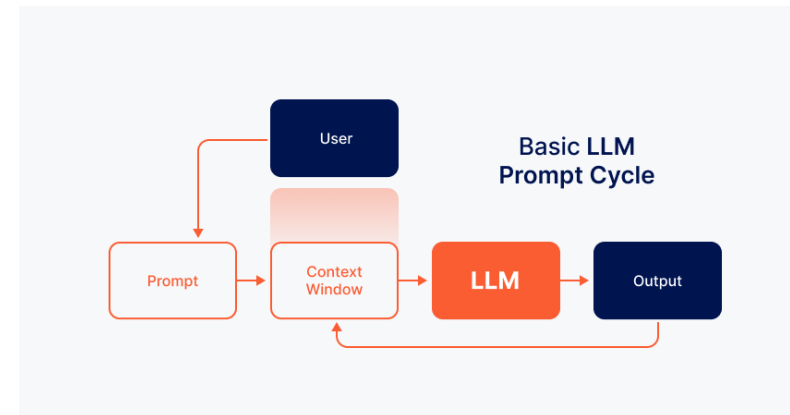 User
Basic LLM
Prompt Cycle
Prompt
Context
Window
LLM
Output